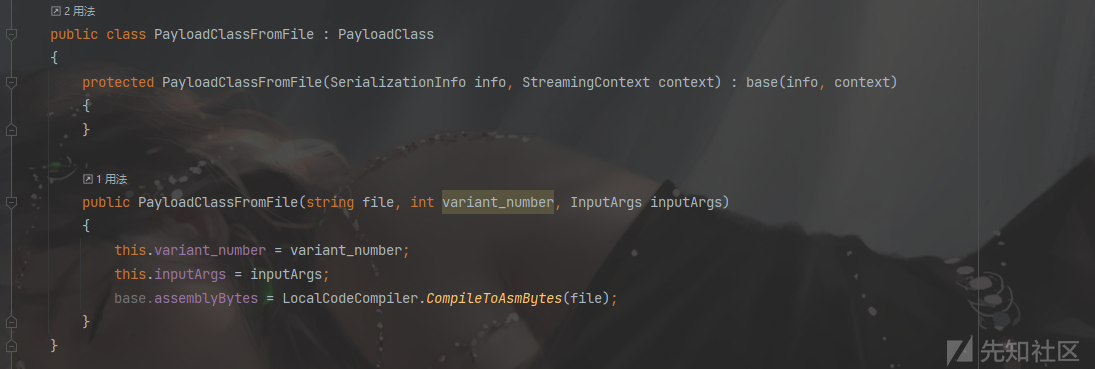 2 用法
public class PayloadClassFromFile : PayloadClass
{
protected PayloadClassFromFile(SerializationInfo info, StreamingContext context) : base(info, context)
{
}
1 用法
public PayloadClassFromFile(string file, int variant_number, InputArgs inputArgs)
{
this.variant_number = variant_number;
this.inputArgs = inputArgs;
base.assemblyBytes = LocalCodeCompiler.CompileToAsmBytes(file);
}
}
先知社区